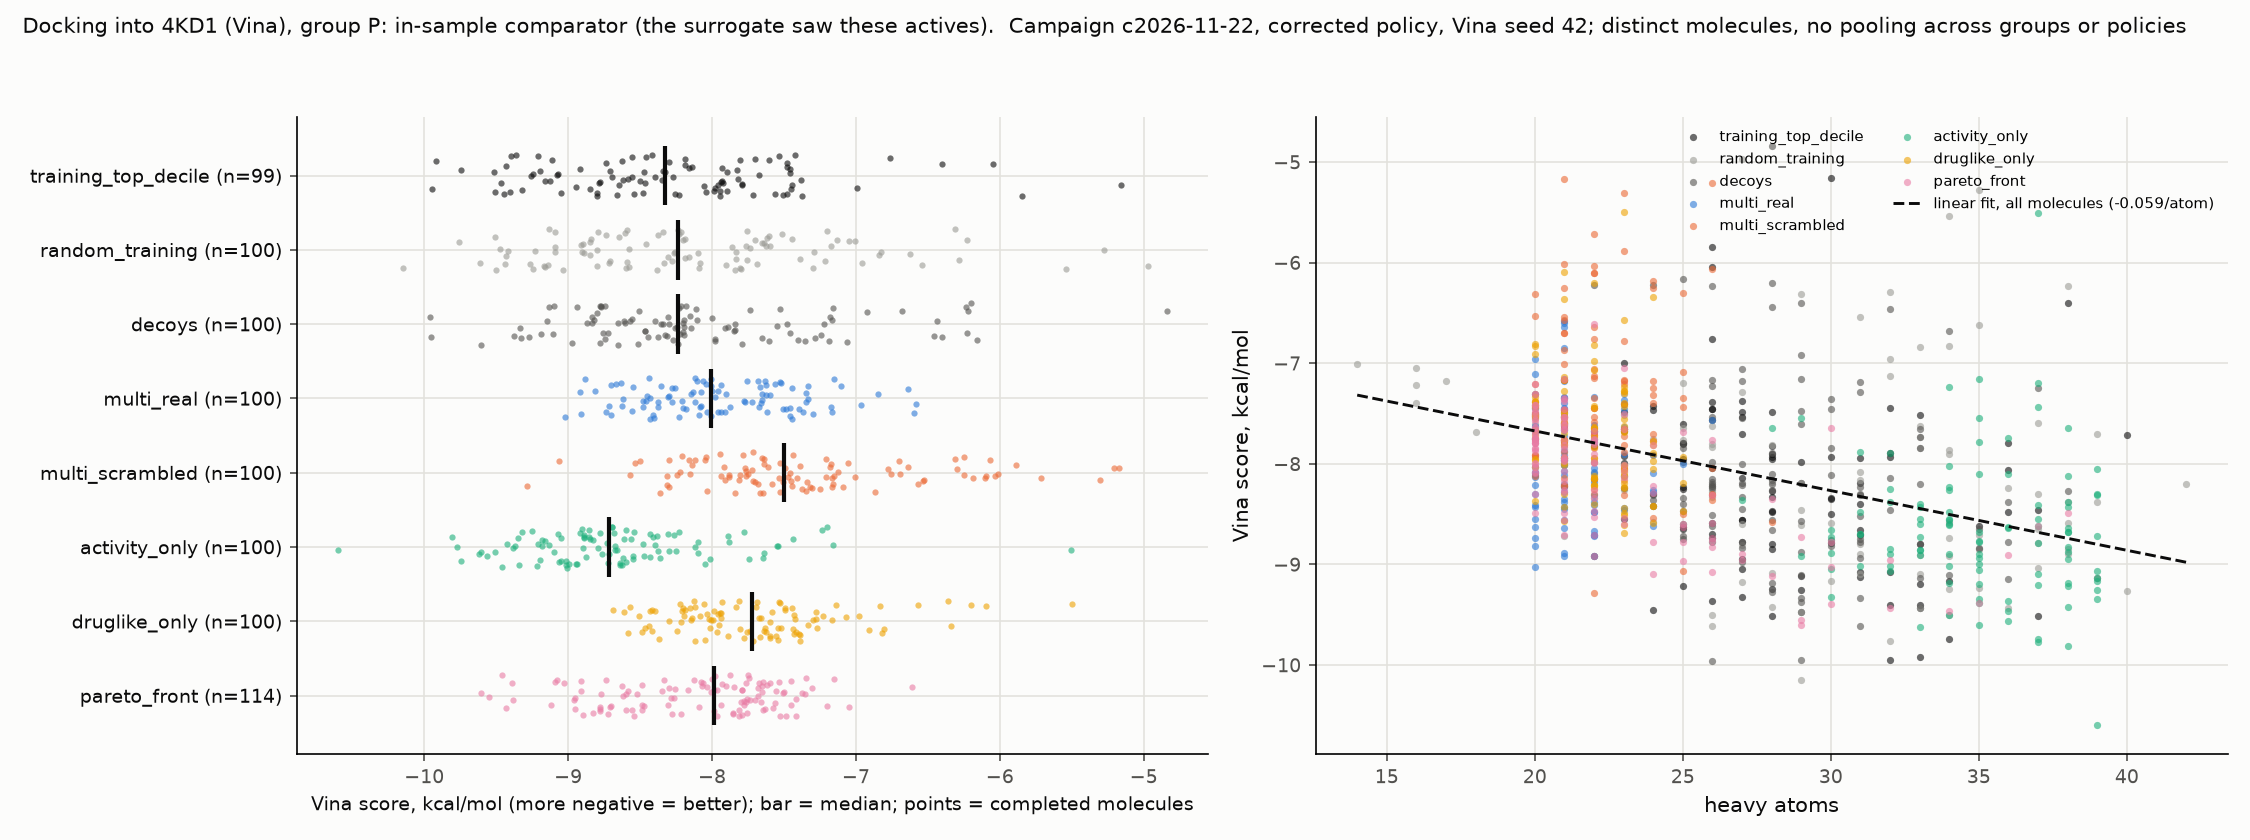 Docking into 4KD1 (Vina), group P: in-sample comparator (the surrogate saw these actives).  Campaign c2026-11-22, corrected policy, Vina seed 42; distinct molecules, no pooling across groups or policies
training_top_decile (n=99)
random_training (n=100)
decoys (n=100)
multi_real (n=100)
multi_scrambled (n=100)
activity_only (n=100)
druglike_only (n=100)
pareto_front (n=114)
−10
−9
−8
−7
−6
−5
Vina score, kcal/mol (more negative = better); bar = median; points = completed molecules
Vina score, kcal/mol
−5
−6
−7
−8
−9
−10
training_top_decile
random_training
decoys
multi_real
multi_scrambled
activity_only
druglike_only
pareto_front
linear fit, all molecules (-0.059/atom)
15
20
25
30
35
40
heavy atoms